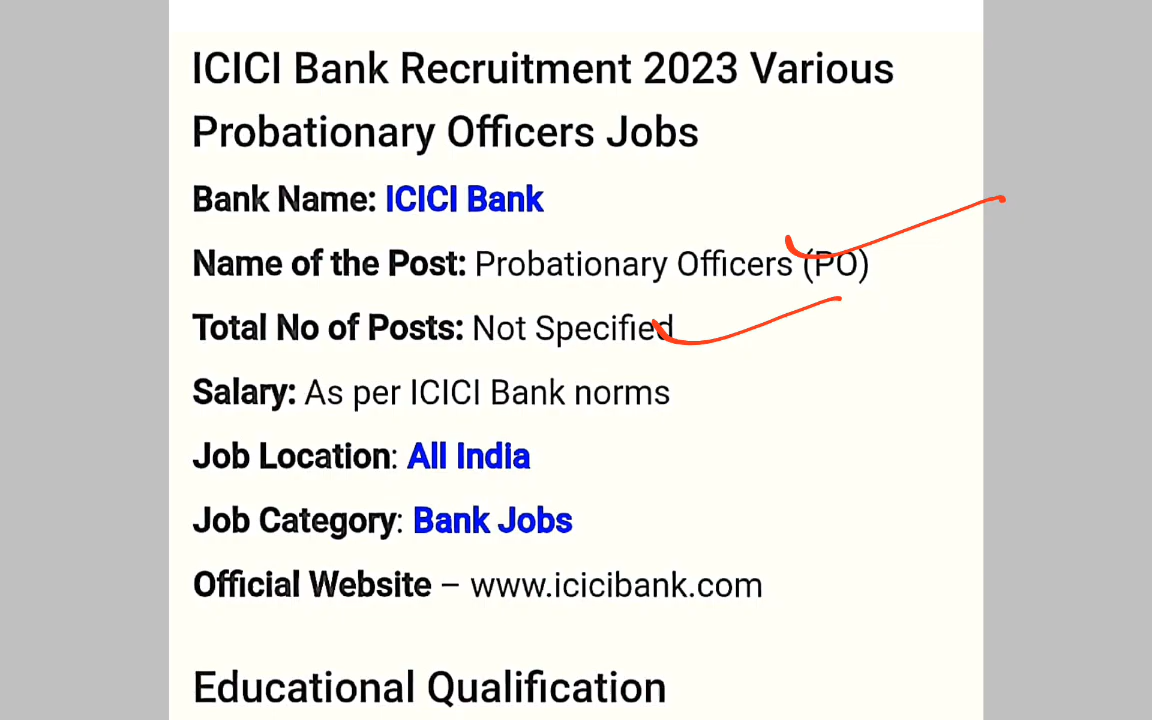 ICICI Bank Recruitment 2023 Various
Probationary Officers Jobs
Bank Name: ICICI Bank
Name of the Post: Probationary Officers (PO)
Total No of Posts: Not Specified
Salary: As per ICICI Bank norms
Job Location: All India
Job Category: Bank Jobs
Official Website – www.icicibank.com
Educational Qualification